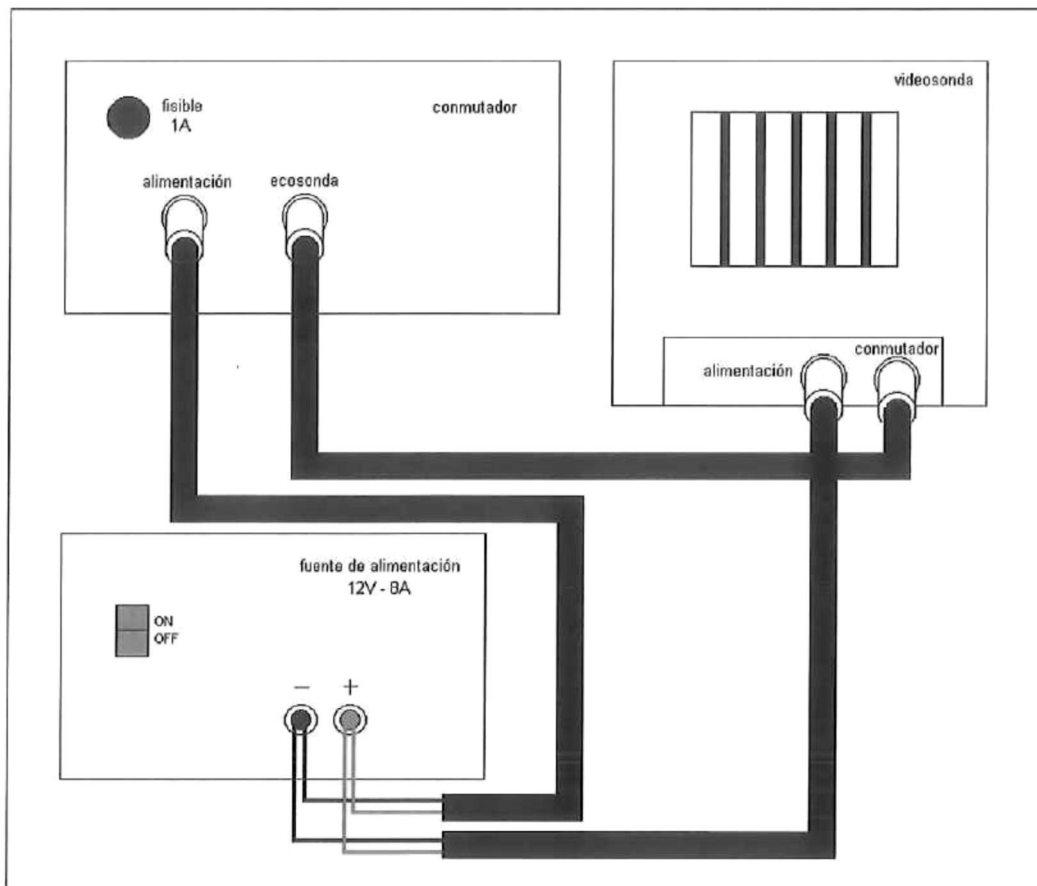 fisible
1A
conmutador
alimentación
ecosonda
videosonda
alimentación
conmutador
fuente de alimentación
12V - 8A
ON
OFF
− +